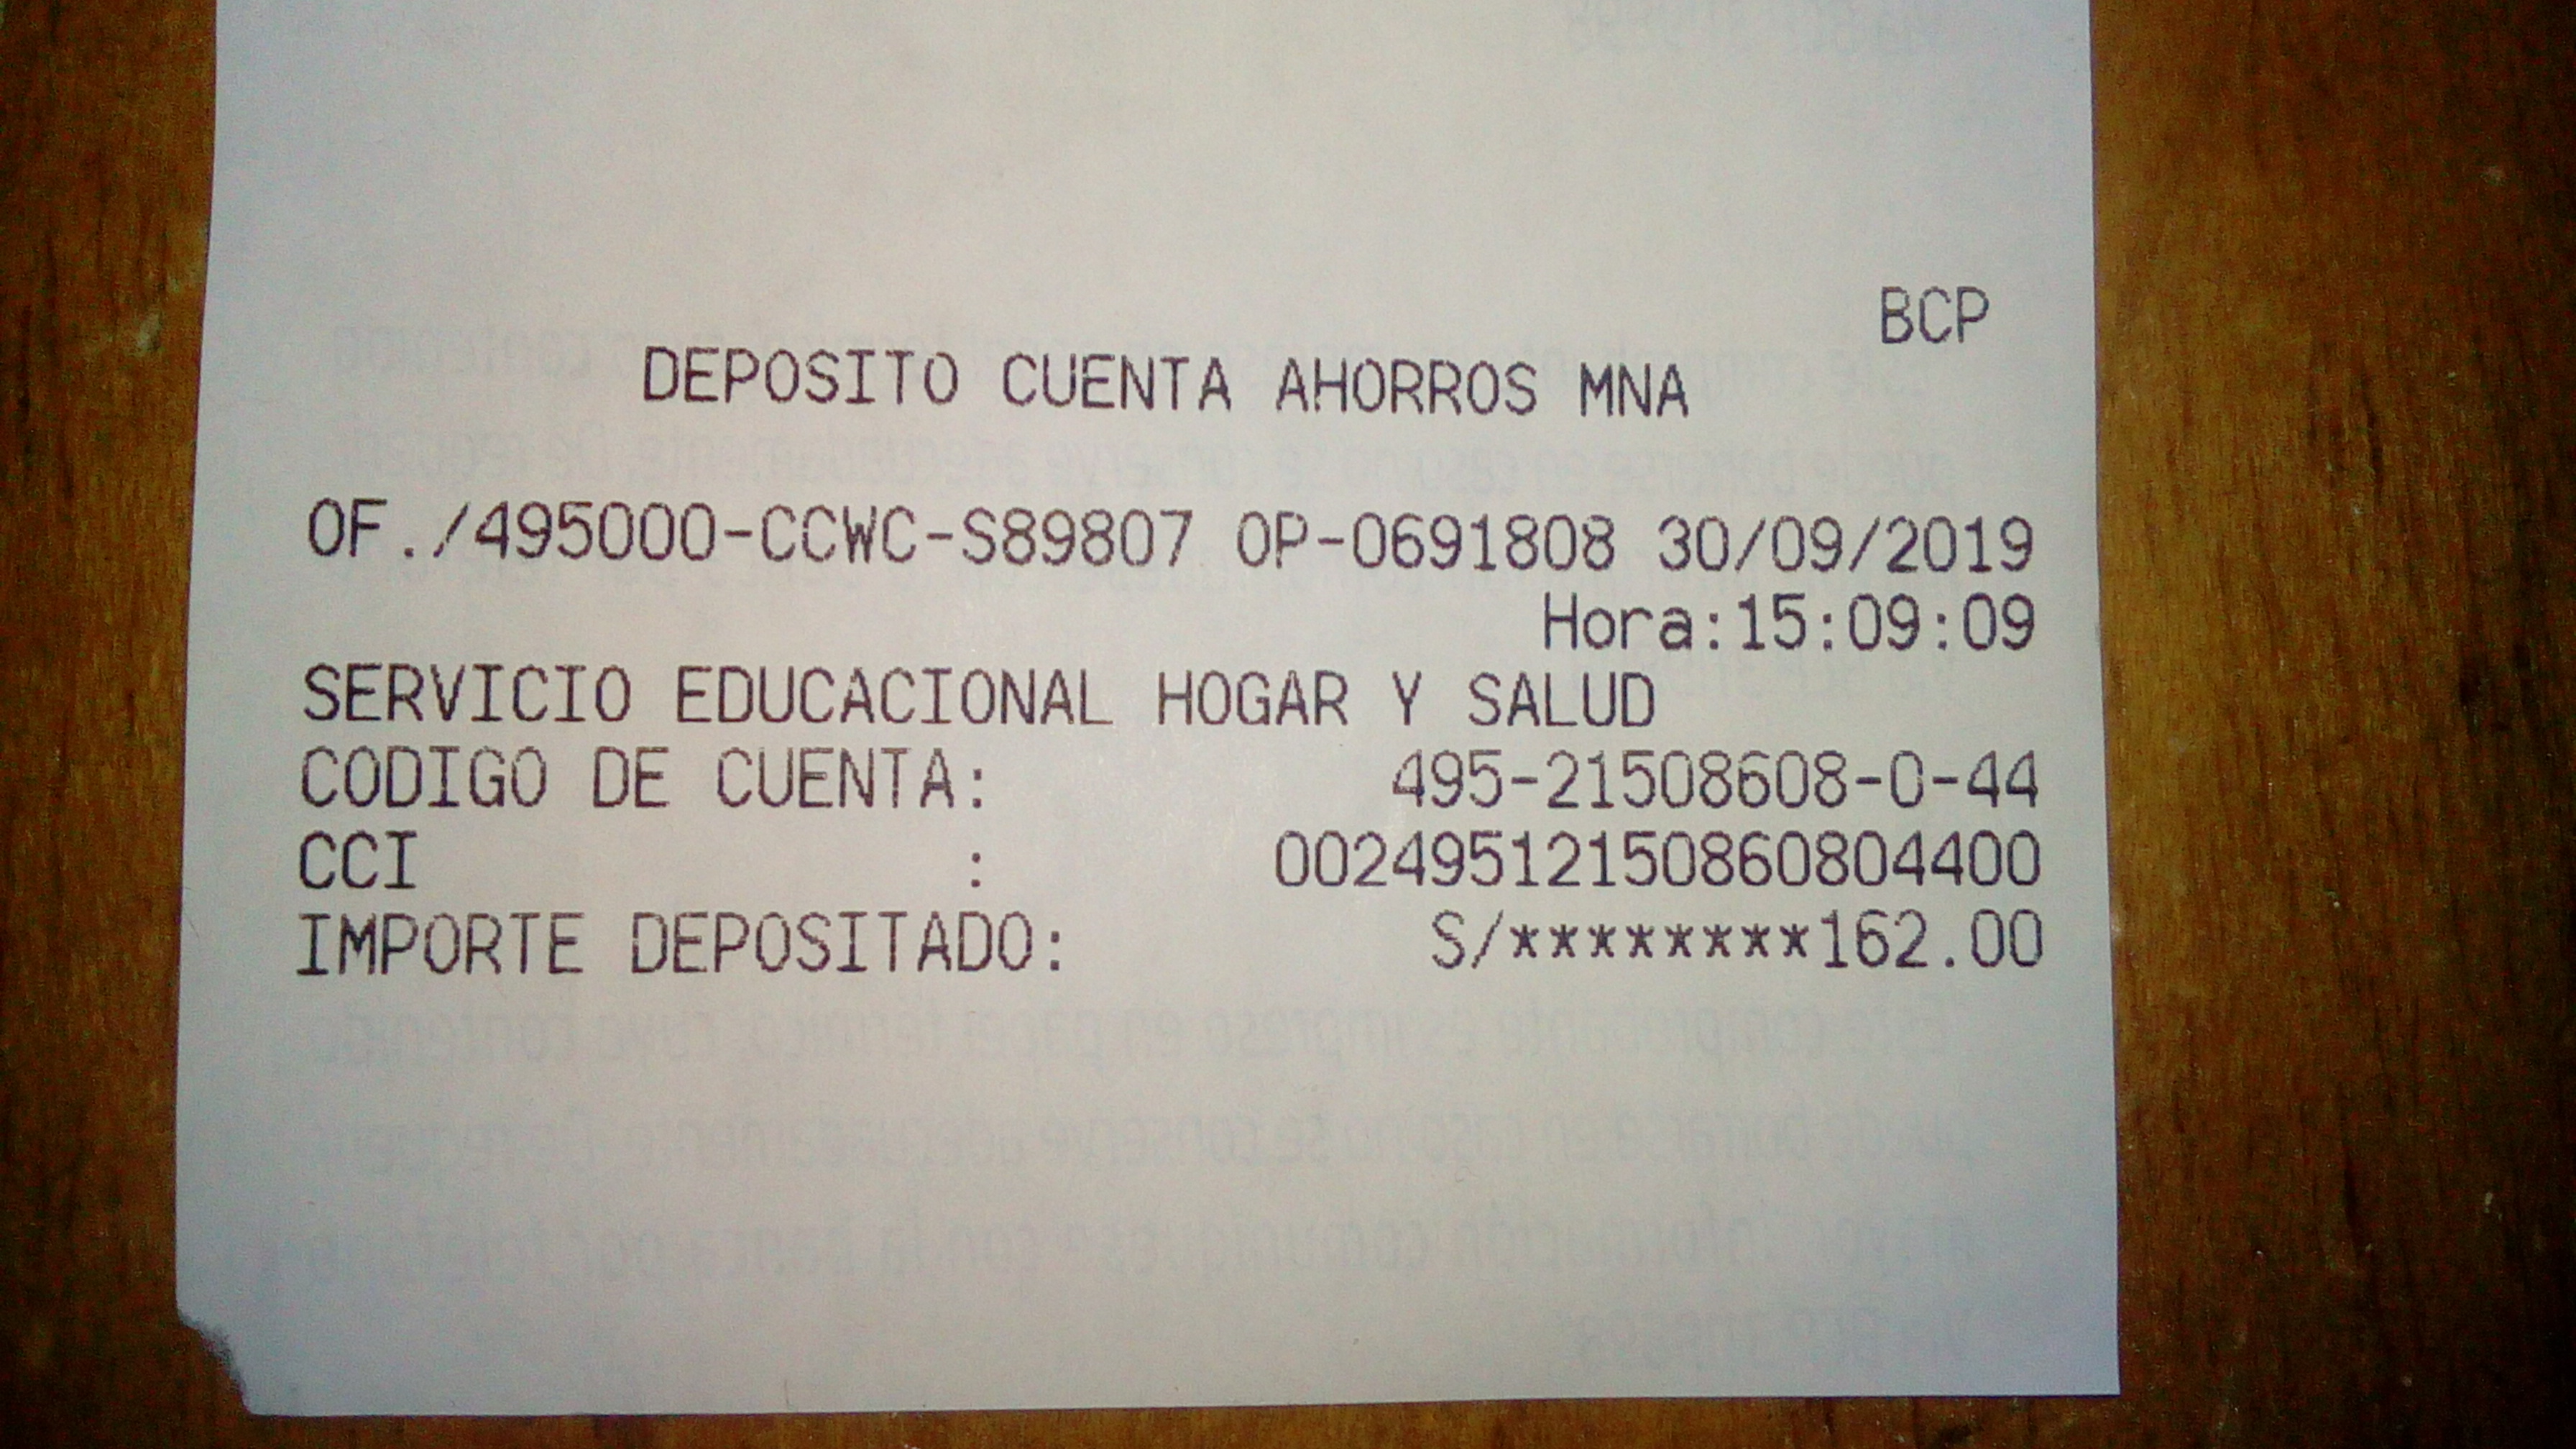 BCP
DEPOSITO CUENTA AHORROS MNA
OF./495000-CCWC-S89807 OP-0691808 30/09/2019
Hora:15:09:09
SERVICIO EDUCACIONAL HOGAR Y SALUD
CODIGO DE CUENTA: 495-21508608-0-44
CCI : 00249512150860804400
IMPORTE DEPOSITADO: S/********162.00